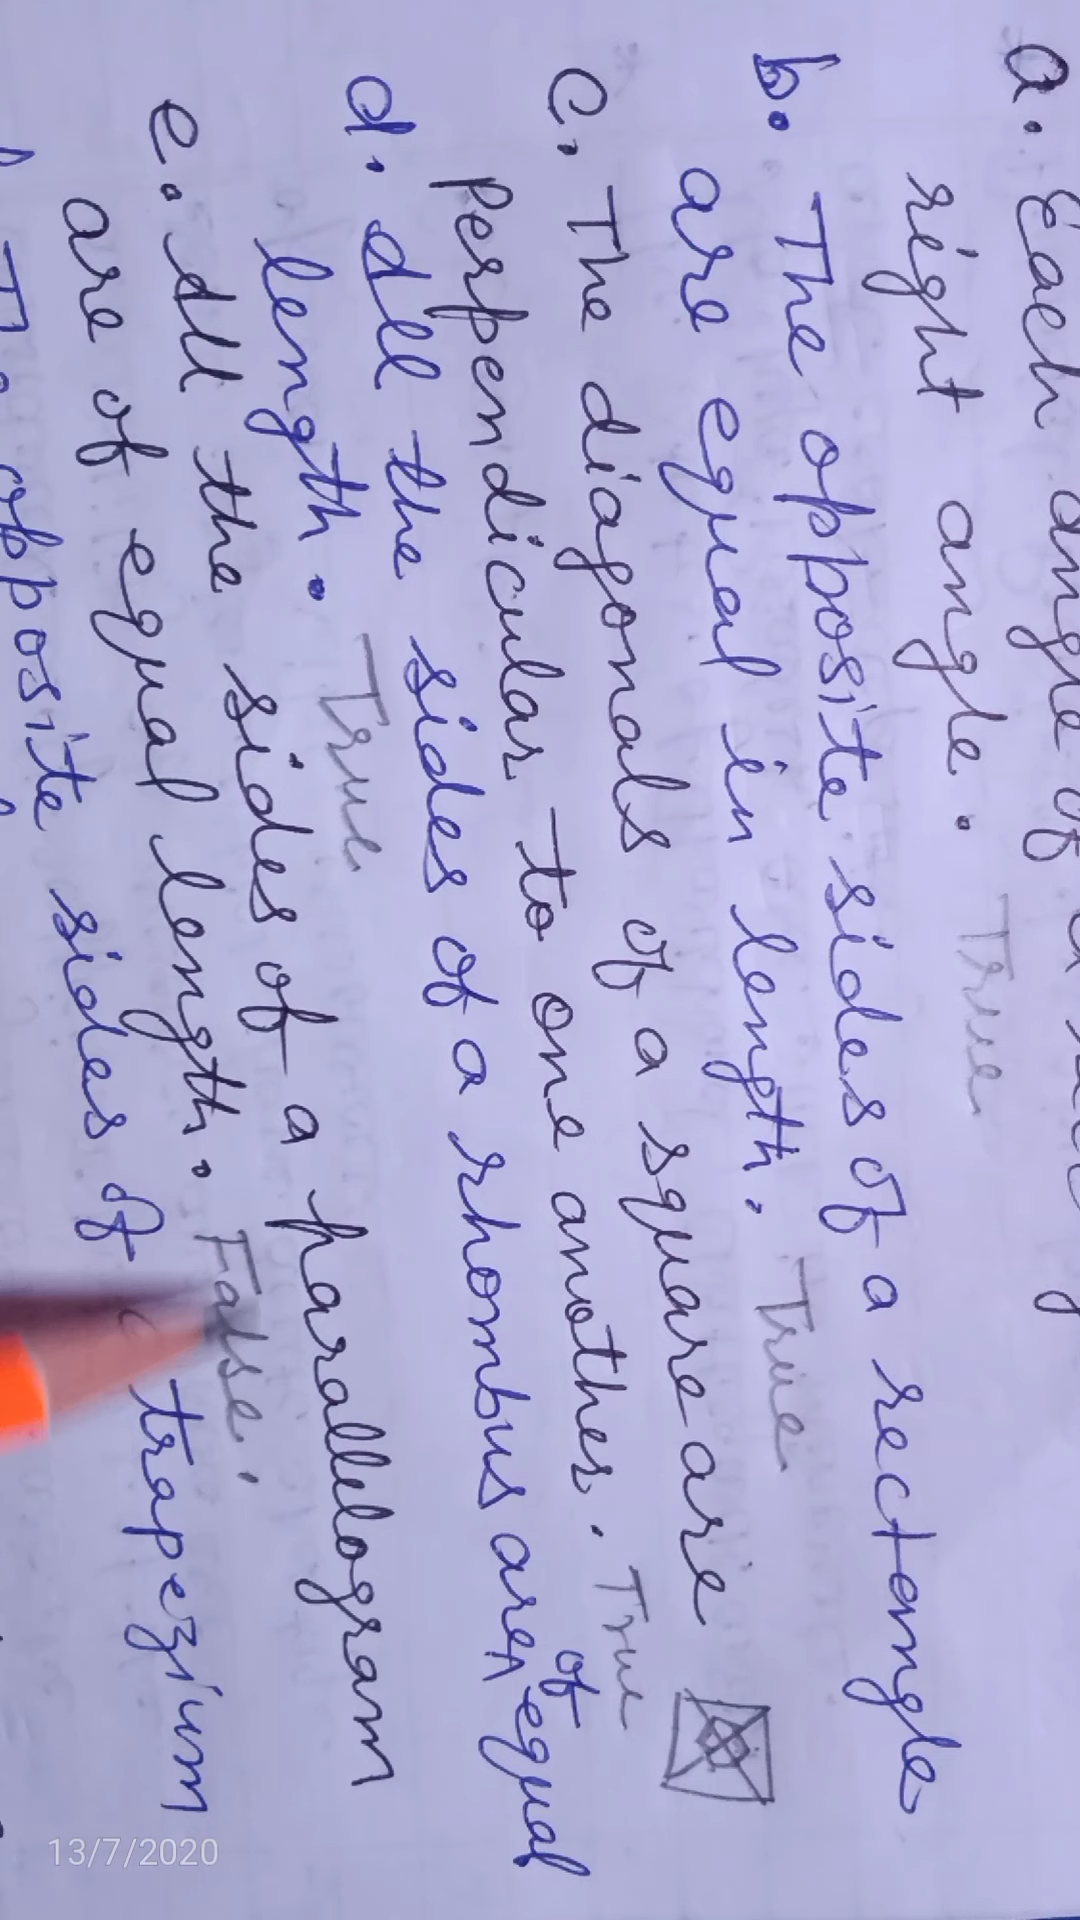 a. Each angle of a
right angle. True
b. The opposite sides of a rectangle
are equal in length. True
c. The diagonals of a square are
Perpendicular to one another. True
d. All the sides of a rhombus are of equal
length. True
e. All the sides of a parallelogram
are of equal length. False.
opposite sides of trapezium
13/7/2020